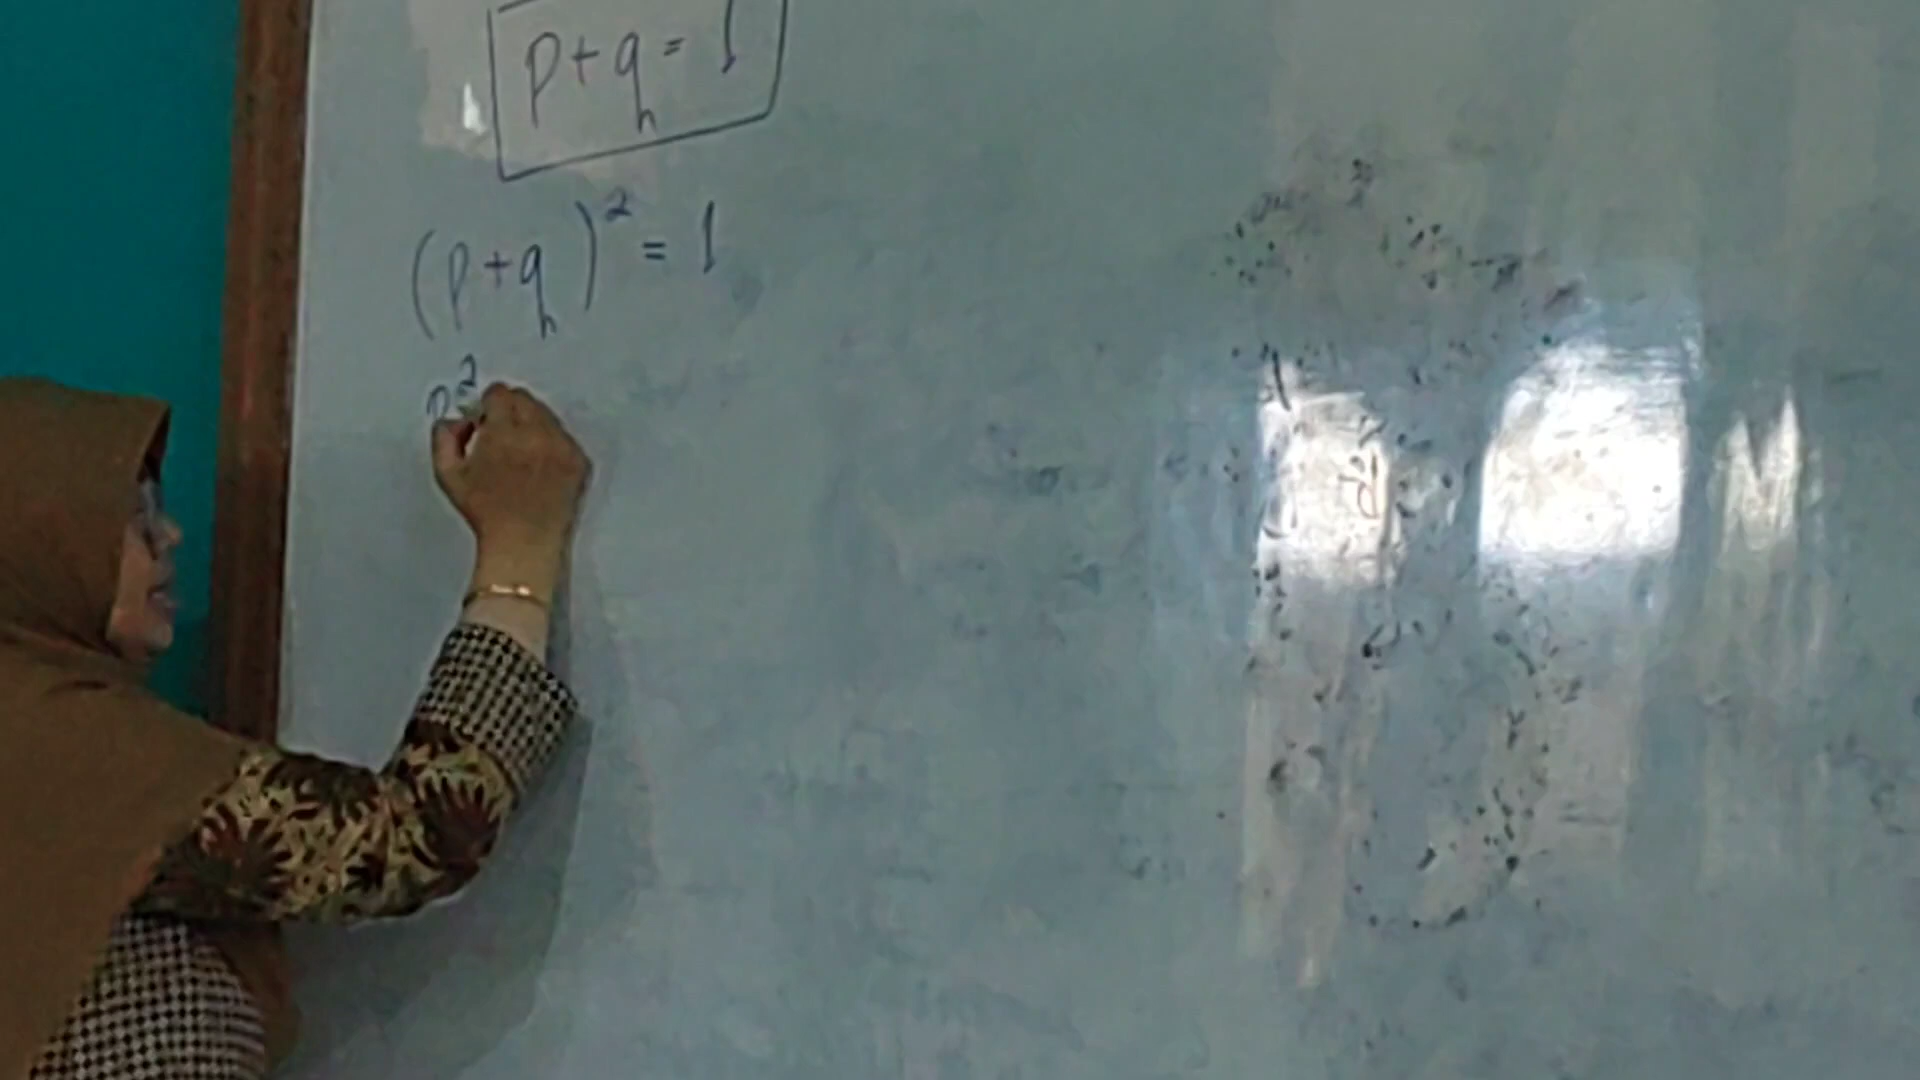 p+q = 1
(p+q)² = 1
p²